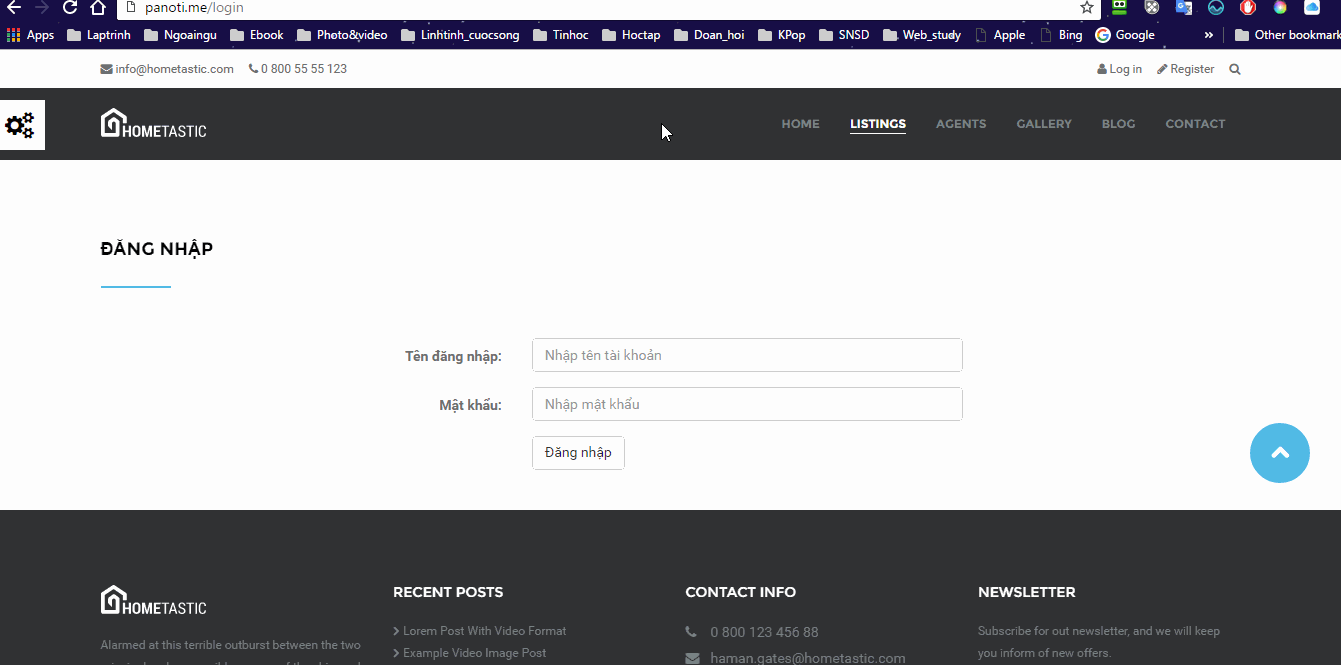 panoti.me/login
Apps Laptrinh Ngoaingu Ebook Photo&video Linhtinh_cuocsong Tinhoc Hoctap Doan_hoi KPop SNSD Web_study Apple Bing Google » Other bookmark
info@hometastic.com 0 800 55 55 123 Log in Register
HOMETASTIC HOME LISTINGS AGENTS GALLERY BLOG CONTACT
ĐĂNG NHẬP
Tên đăng nhập: Nhập tên tài khoản
Mật khẩu: Nhập mật khẩu
Đăng nhập
HOMETASTIC RECENT POSTS CONTACT INFO NEWSLETTER
Lorem Post With Video Format 0 800 123 456 88 Subscribe for out newsletter, and we will keep
Alarmed at this terrible outburst between the two Example Video Image Post haman.gates@hometastic.com you inform of new offers.